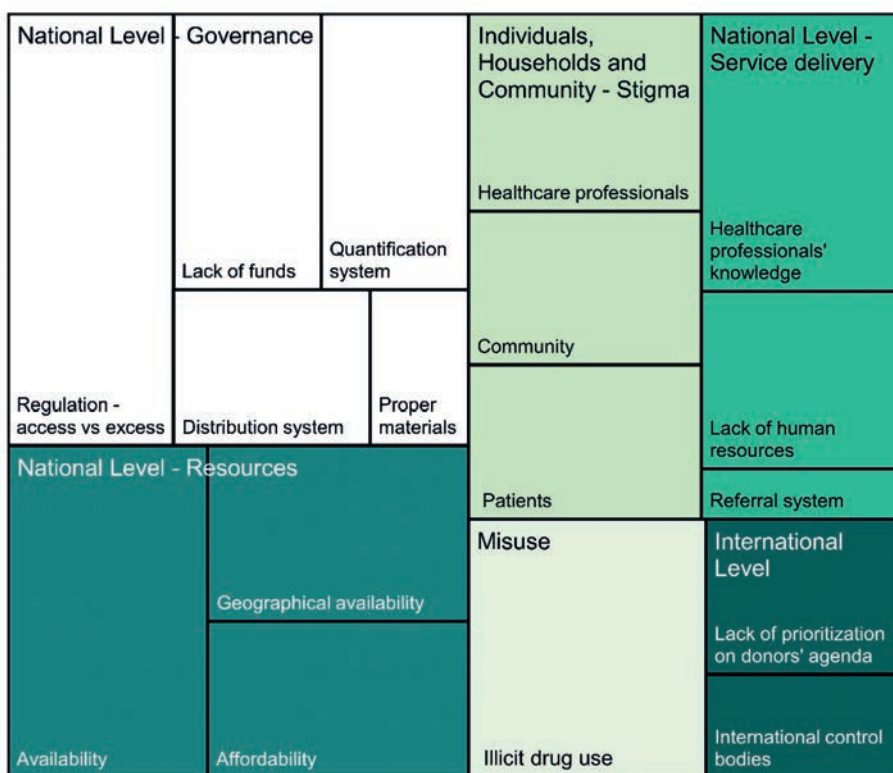 National Level - Governance
Lack of funds
Quantification
system
Regulation -
access vs excess
Distribution system
Proper
materials
National Level - Resources
Geographical availability
Availability
Affordability
Individuals,
Households and
Community - Stigma
Healthcare professionals
Community
Patients
National Level -
Service delivery
Healthcare
professionals'
knowledge
Lack of human
resources
Referral system
Misuse
Illicit drug use
International
Level
Lack of prioritization
on donors' agenda
International control
bodies